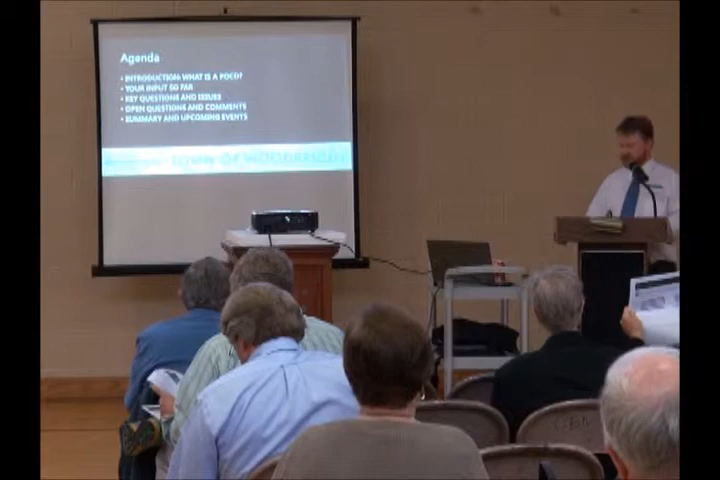 Agenda
• INTRODUCTION: WHAT IS A POCD?
• YOUR INPUT SO FAR
• KEY QUESTIONS AND ISSUES
• OPEN QUESTIONS AND COMMENTS
• SUMMARY AND UPCOMING EVENTS
TOWN OF